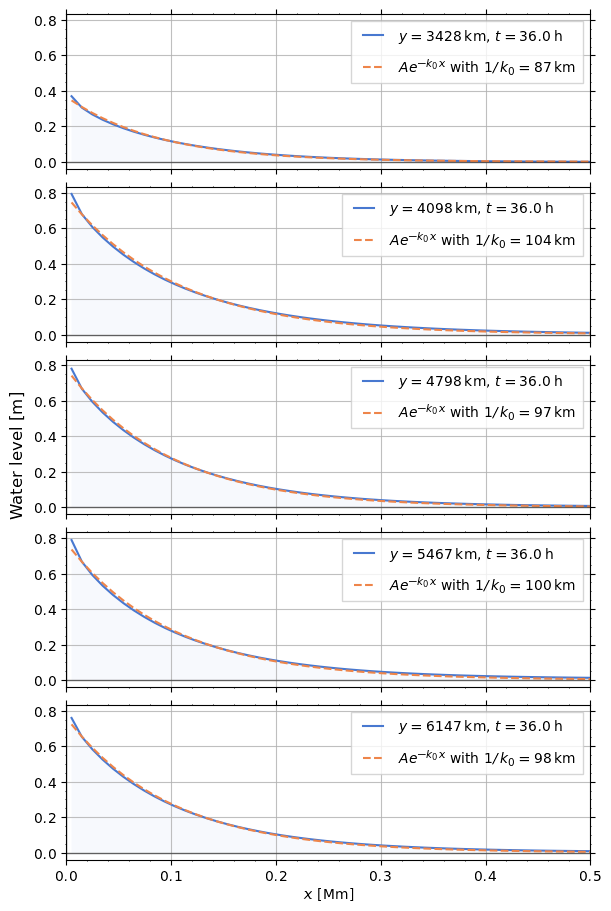 0.8
0.6
0.4
0.2
0.0
y = 3428 km, t = 36.0 h
Ae^{-k_0 x} with 1/k_0 = 87 km
0.8
0.6
0.4
0.2
0.0
y = 4098 km, t = 36.0 h
Ae^{-k_0 x} with 1/k_0 = 104 km
Water level [m]
0.8
0.6
0.4
0.2
0.0
y = 4798 km, t = 36.0 h
Ae^{-k_0 x} with 1/k_0 = 97 km
0.8
0.6
0.4
0.2
0.0
y = 5467 km, t = 36.0 h
Ae^{-k_0 x} with 1/k_0 = 100 km
0.8
0.6
0.4
0.2
0.0
y = 6147 km, t = 36.0 h
Ae^{-k_0 x} with 1/k_0 = 98 km
0.0 0.1 0.2 0.3 0.4 0.5
x [Mm]